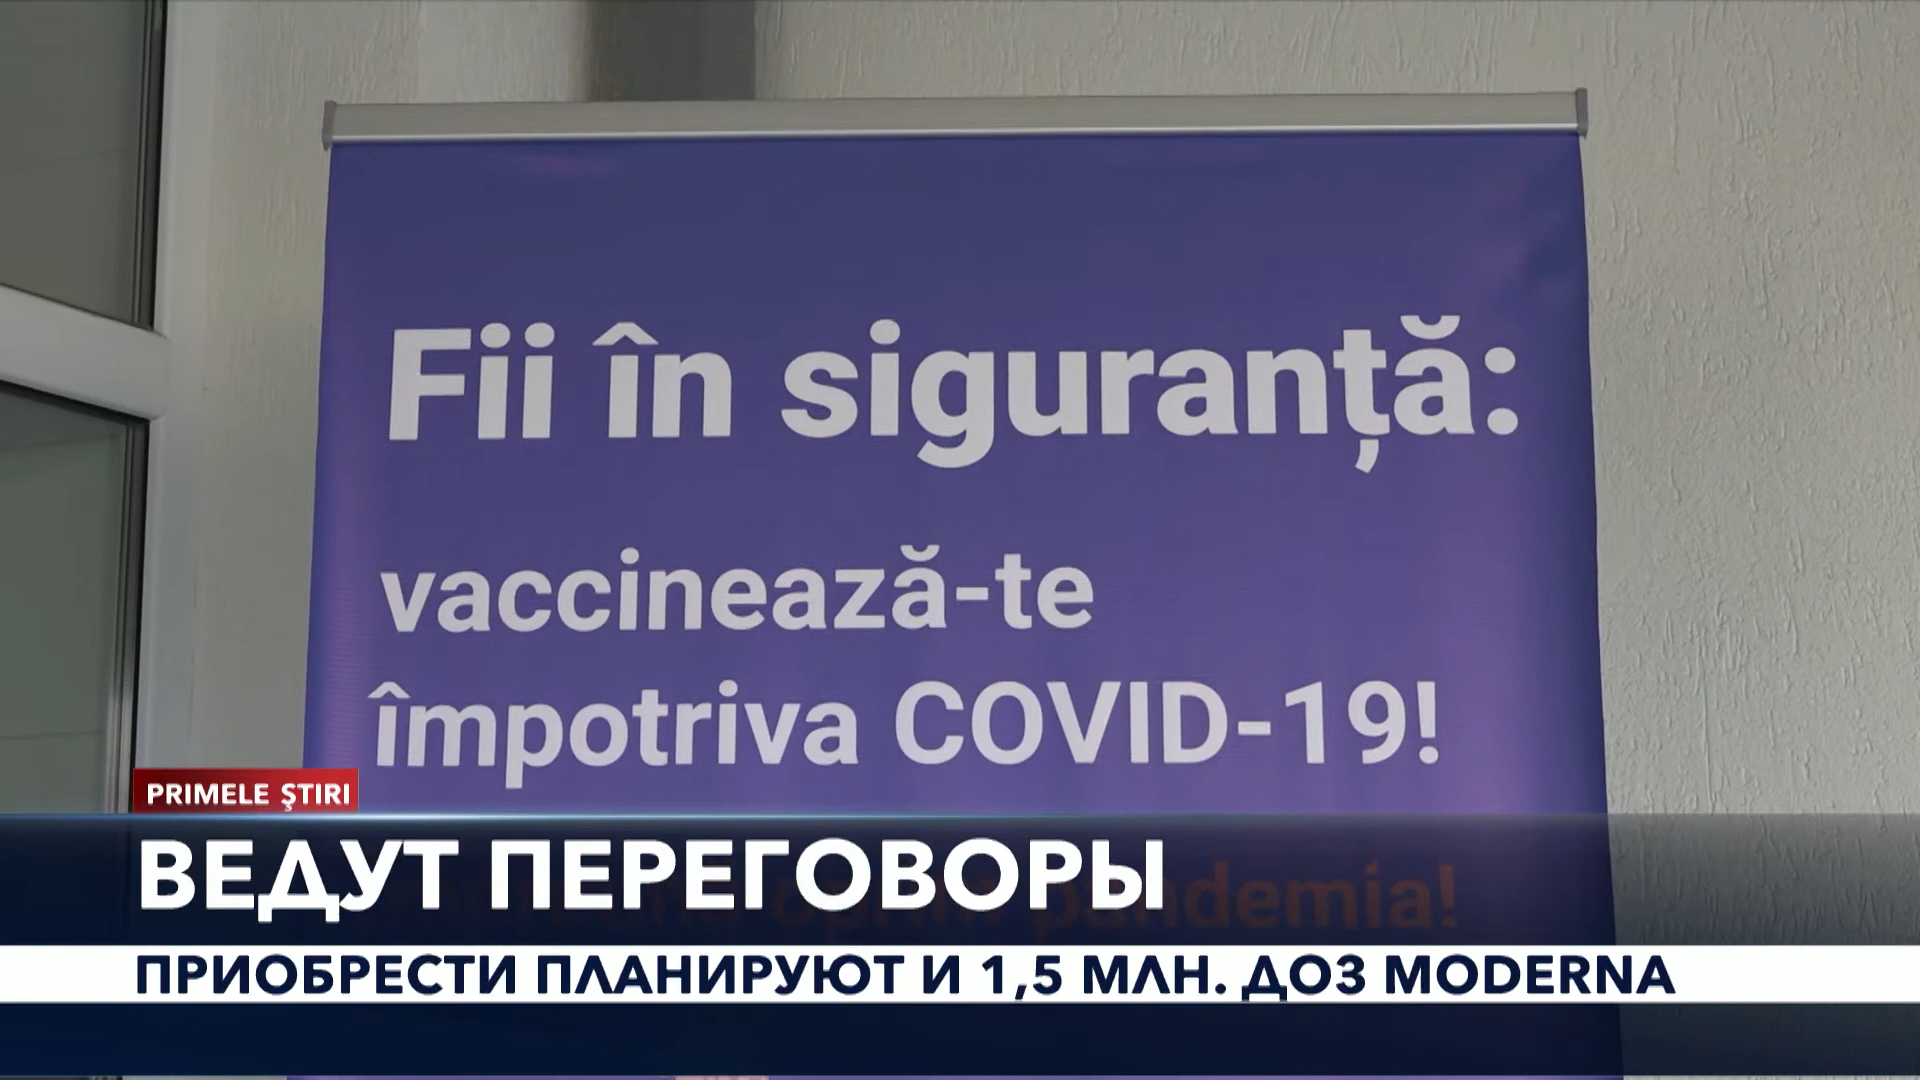 Fii în siguranță:
vaccinează-te
împotriva COVID-19!
PRIMELE ŞTIRI
ВЕДУТ ПЕРЕГОВОРЫ
pandemia!
ПРИОБРЕСТИ ПЛАНИРУЮТ И 1,5 МЛН. ДОЗ MODERNA